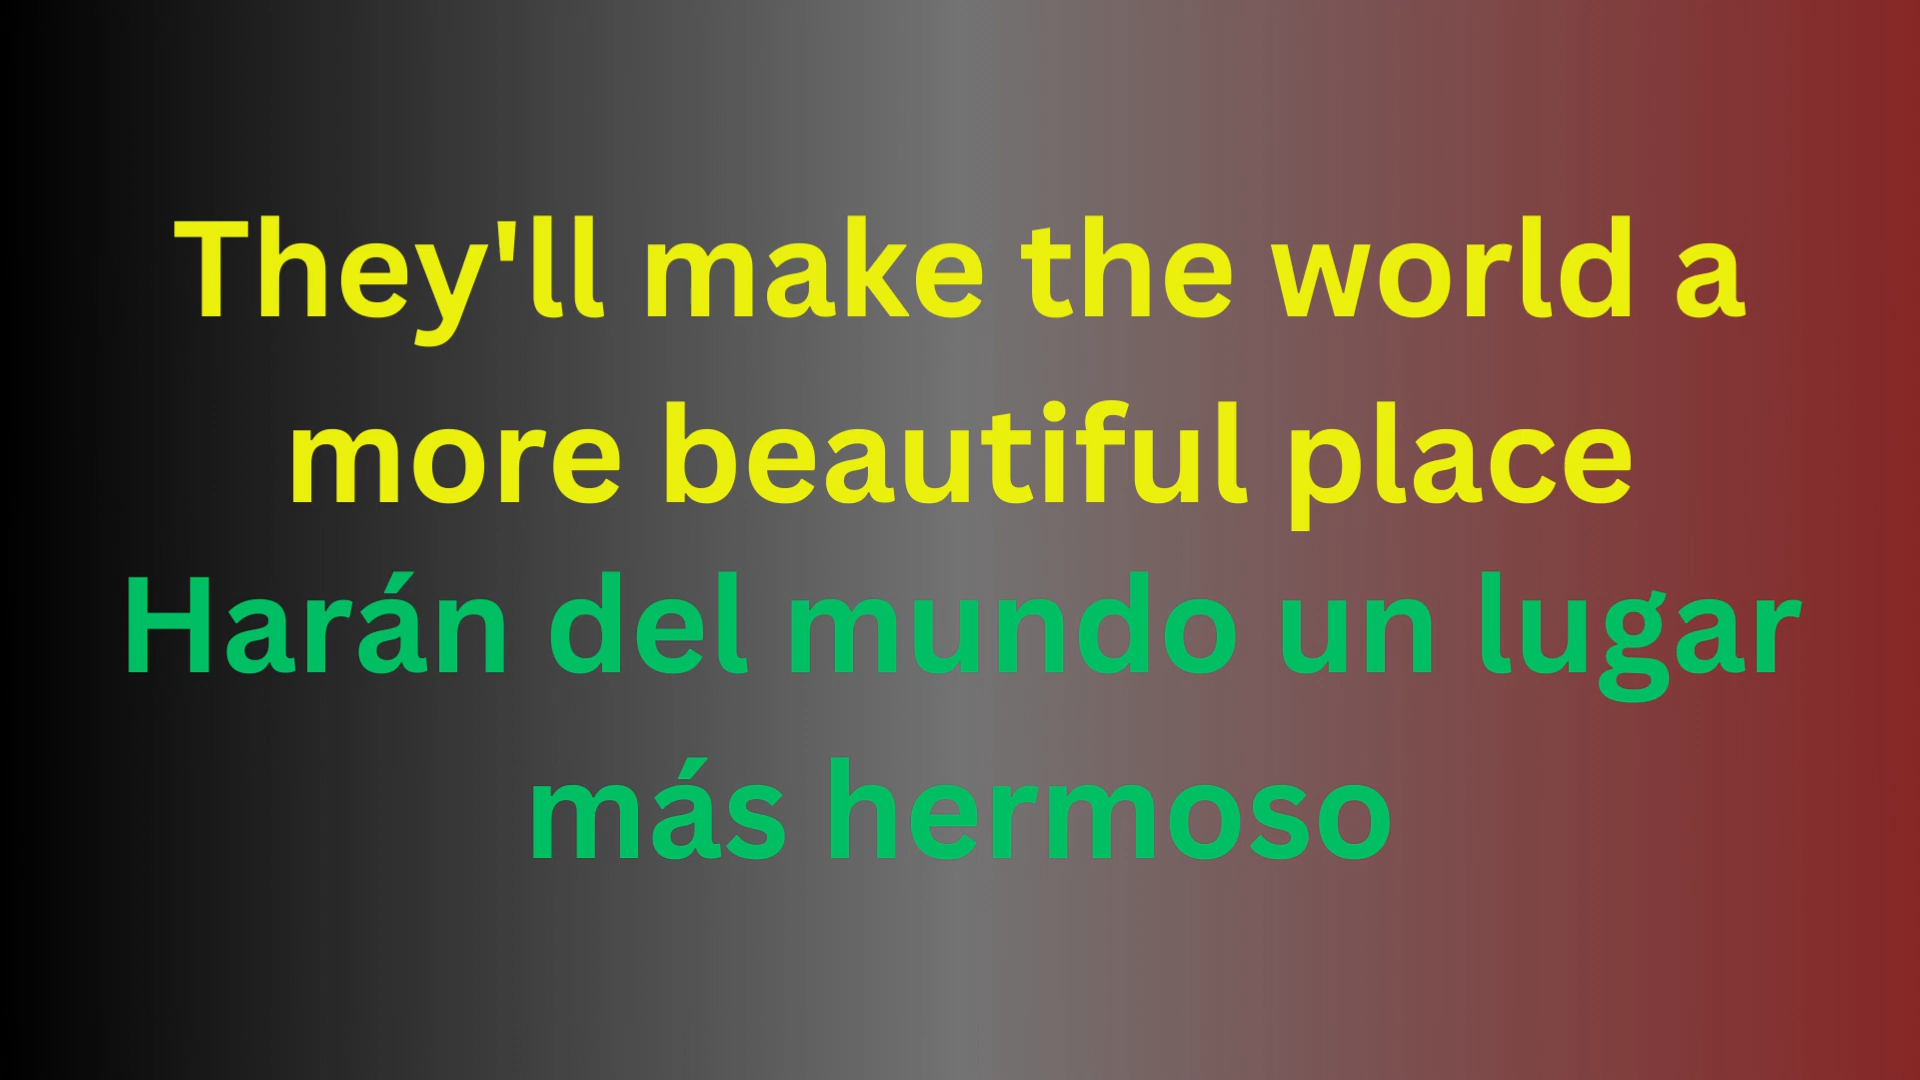 They'll make the world a
more beautiful place
Harán del mundo un lugar
más hermoso